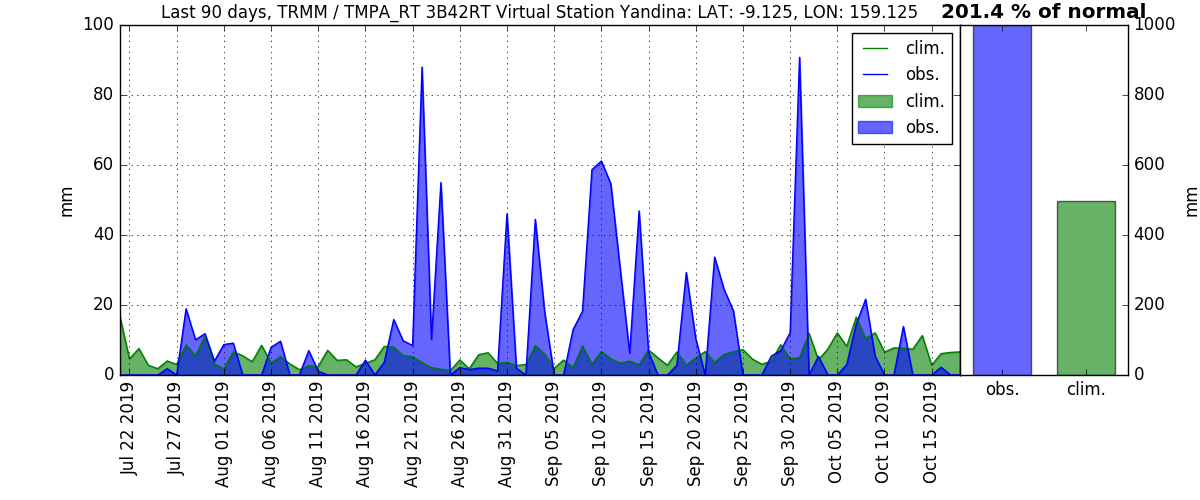 Last 90 days, TRMM / TMPA_RT 3B42RT Virtual Station Yandina: LAT: -9.125, LON: 159.125
201.4 % of normal
100
80
60
40
20
0
mm
clim.
obs.
clim.
obs.
1000
800
600
400
200
0
mm
Jul 22 2019
Jul 27 2019
Aug 01 2019
Aug 06 2019
Aug 11 2019
Aug 16 2019
Aug 21 2019
Aug 26 2019
Aug 31 2019
Sep 05 2019
Sep 10 2019
Sep 15 2019
Sep 20 2019
Sep 25 2019
Sep 30 2019
Oct 05 2019
Oct 10 2019
Oct 15 2019
obs.
clim.